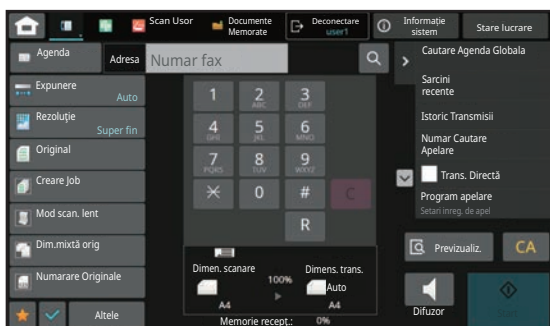 Scan Usor
Documente
Memorate
Deconectare
user1
Informație
sistem
Stare lucrare
Agenda
Adresa
Numar fax
Cautare Agenda Globala
Expunere
Auto
Rezoluție
Super fin
Original
Creare Job
Mod scan. lent
Dim.mixtă orig
Numarare Originale
Altele
1
2
ABC
3
DEF
4
GHI
5
JKL
6
MNO
7
PQRS
8
TUV
9
WXYZ
0
#
C
R
Dimen. scanare
100%
Dimens. trans.
Auto
A4
A4
Memorie recept.: 0%
Sarcini
recente
Istoric Transmisii
Numar Cautare
Apelare
Trans. Directă
Program apelare
Setari inreg. de apel
Previzualiz.
CA
Difuzor
Start